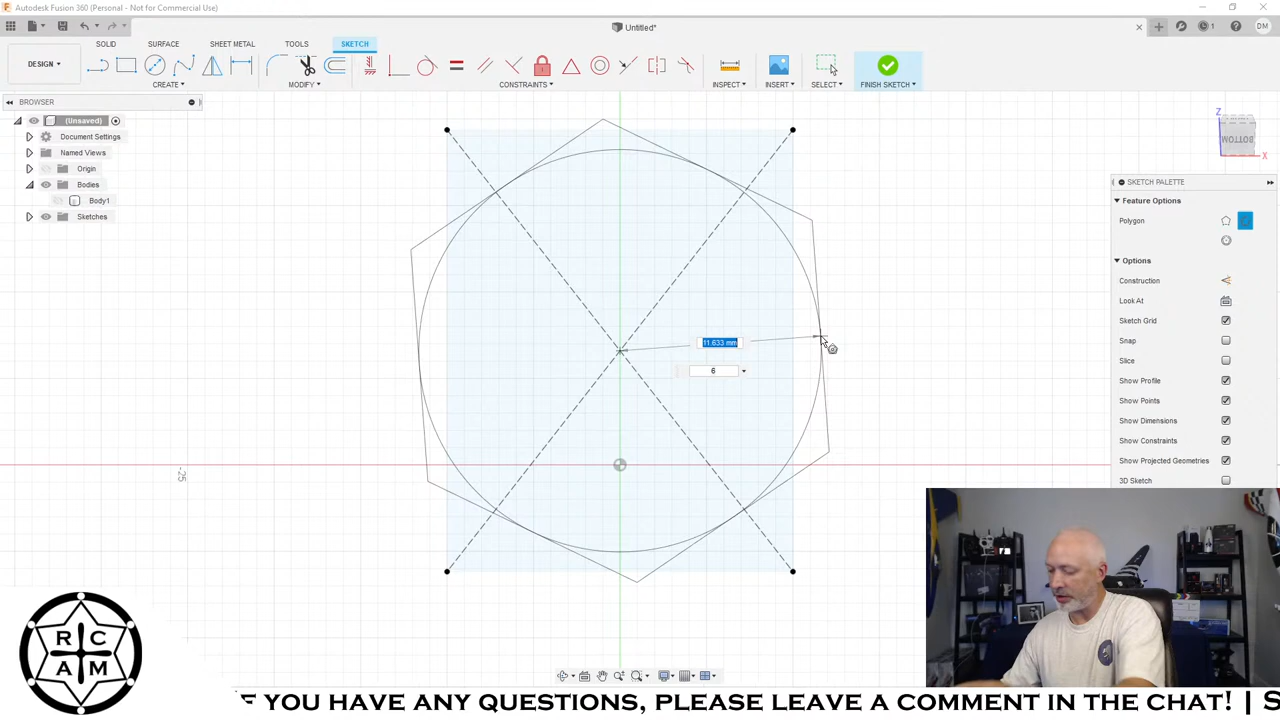 Autodesk Fusion 360 (Personal - Not for Commercial Use)
Untitled*
DM
1
DESIGN
SOLID
SURFACE
SHEET METAL
TOOLS
SKETCH
CREATE
MODIFY
CONSTRAINTS
INSPECT
INSERT
SELECT
FINISH SKETCH
BROWSER
(Unsaved)
Document Settings
Named Views
Origin
Bodies
Body1
Sketches
Z
BOTTOM
X
SKETCH PALETTE
Feature Options
Polygon
Options
Construction
Look At
Sketch Grid
Snap
Slice
Show Profile
Show Points
Show Dimensions
Show Constraints
Show Projected Geometries
3D Sketch
11.633 mm
6
-25
R C
A M
F YOU HAVE ANY QUESTIONS, PLEASE LEAVE A COMMENT IN THE CHAT! | S